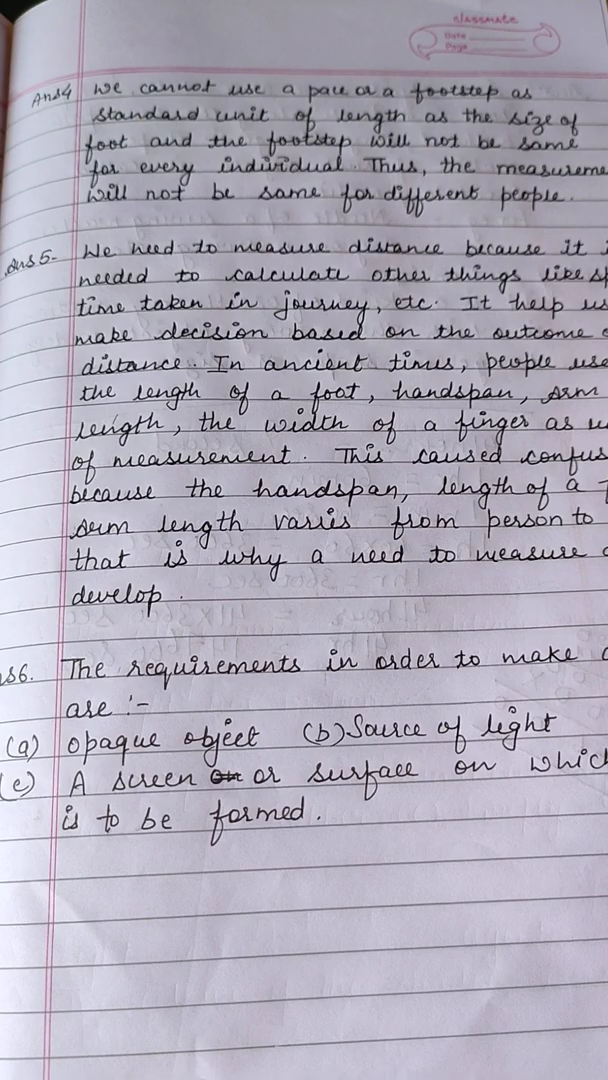 classmate
Date
Page
Ans4 We cannot use a pace or a footstep as
standard unit of length as the size of
foot and the footstep will not be same
for every individual. Thus, the measureme
will not be same for different people.
Ans 5- We need to measure distance because it i
needed to calculate other things like sp
time taken in journey, etc. It help us
make decision based on the outcome o
distance. In ancient times, people use
the length of a foot, handspan, arm
length, the width of a finger as u
of measurement. This caused confus
because the handspan, length of a f
arm length varies from person to
that is why a need to measure
develop.
s6. The requirements in order to make
are :-
(a) opaque object (b) Source of light
(c) A screen or surface on which
is to be formed.